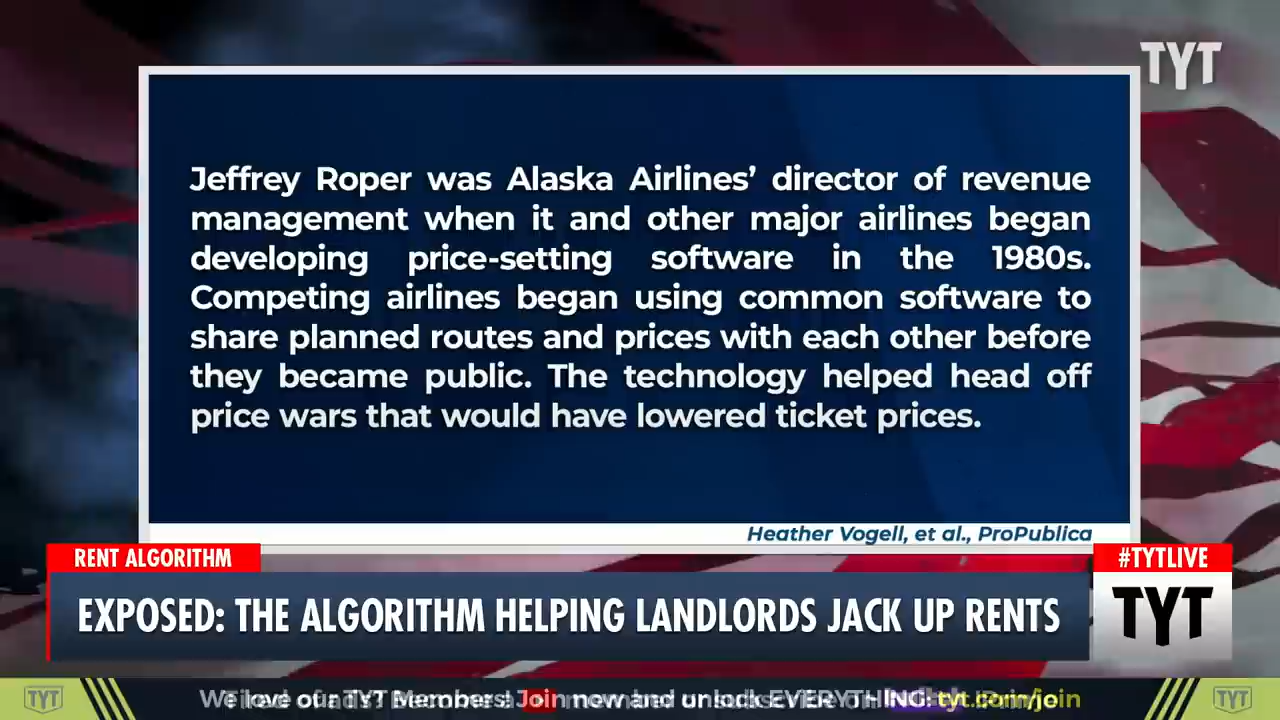 TYT
Jeffrey Roper was Alaska Airlines’ director of revenue
management when it and other major airlines began
developing price-setting software in the 1980s.
Competing airlines began using common software to
share planned routes and prices with each other before
they became public. The technology helped head off
price wars that would have lowered ticket prices.
Heather Vogell, et al., ProPublica
RENT ALGORITHM
#TYTLIVE
EXPOSED: THE ALGORITHM HELPING LANDLORDS JACK UP RENTS
TYT
TYT
TYT